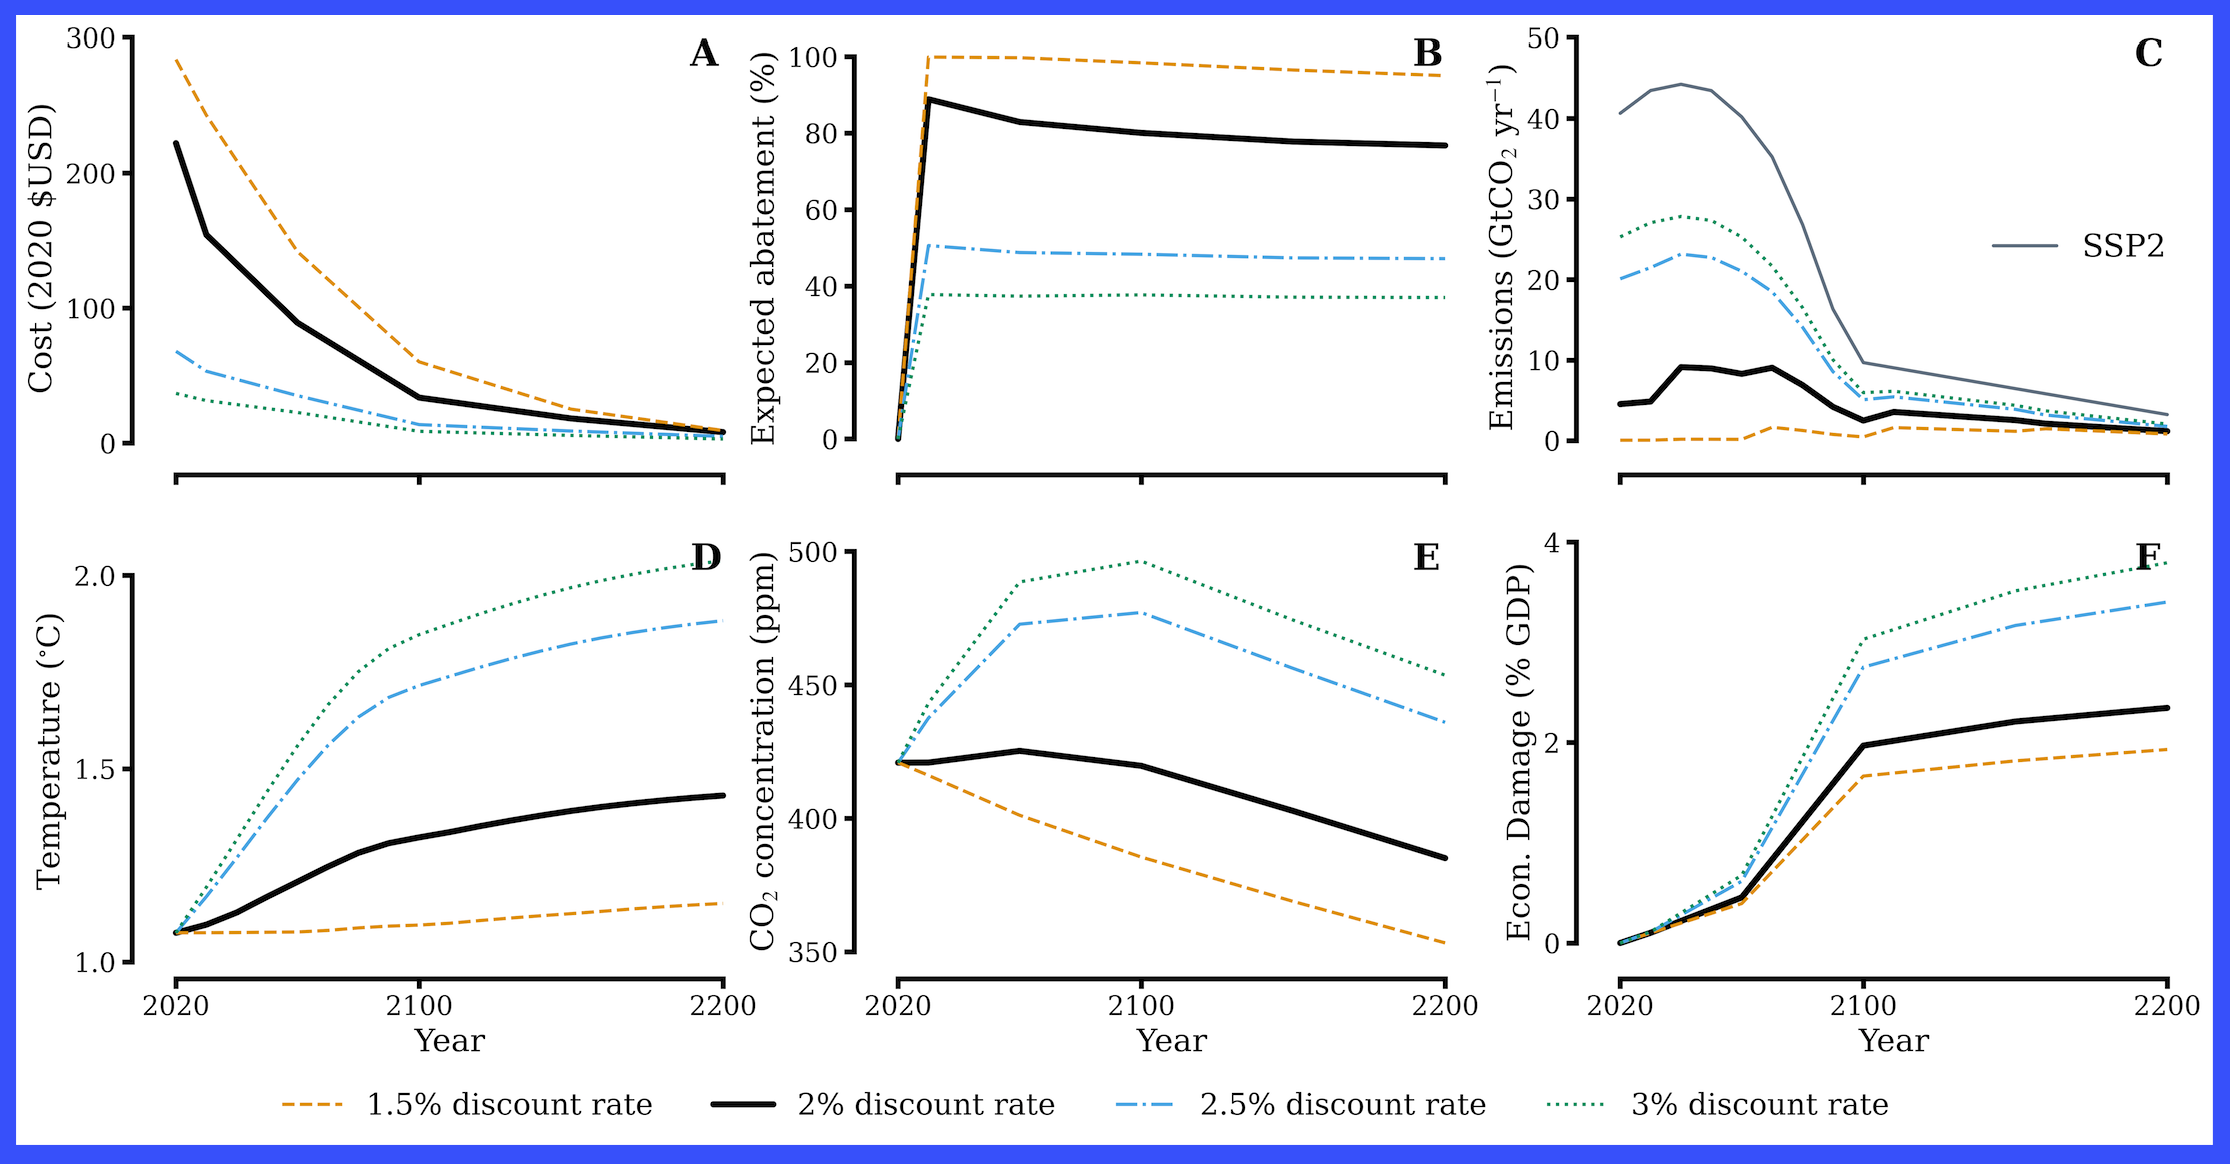 A
Cost (2020 $USD)
300
200
100
0
B
Expected abatement (%)
100
80
60
40
20
0
C
Emissions (GtCO₂ yr⁻¹)
50
40
30
20
10
0
SSP2
D
Temperature (°C)
2.0
1.5
1.0
2020 2100 2200
Year
E
CO₂ concentration (ppm)
500
450
400
350
2020 2100 2200
Year
F
Econ. Damage (% GDP)
4
2
0
2020 2100 2200
Year
1.5% discount rate 2% discount rate 2.5% discount rate 3% discount rate